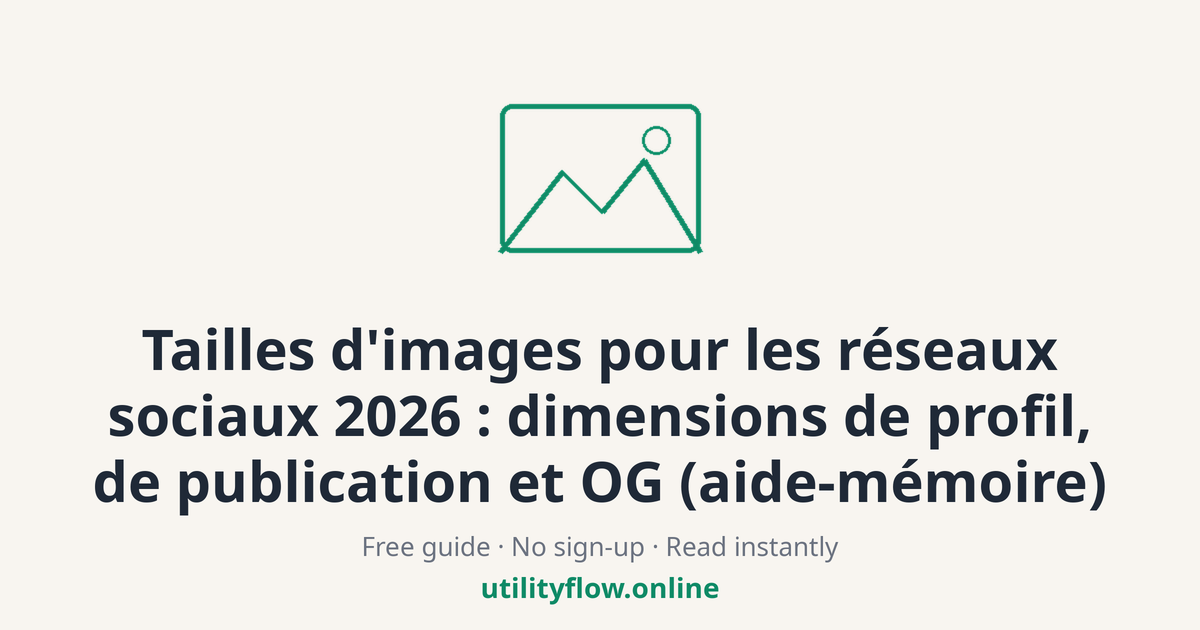 Tailles d'images pour les réseaux
sociaux 2026 : dimensions de profil,
de publication et OG (aide-mémoire)
Free guide · No sign-up · Read instantly
utilityflow.online